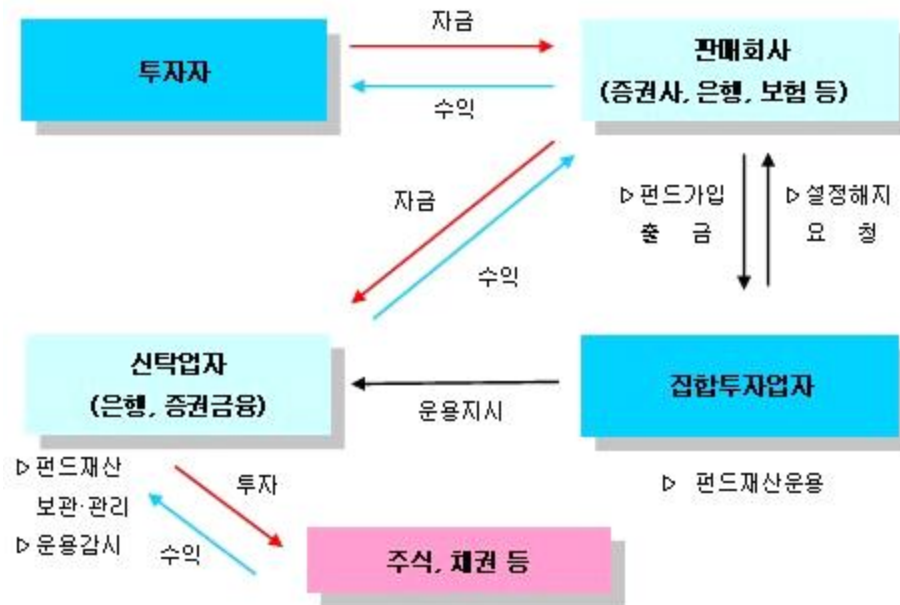 자금
투자자
판매회사
(증권사, 은행, 보험 등)
수익
자금
▷펀드가입
출 금
▷설정해지
요 청
수익
신탁업자
(은행, 증권금융)
집합투자업자
운용지시
▷펀드재산
보관·관리
▷운용감시
투자
▷ 펀드재산운용
수익
주식, 채권 등